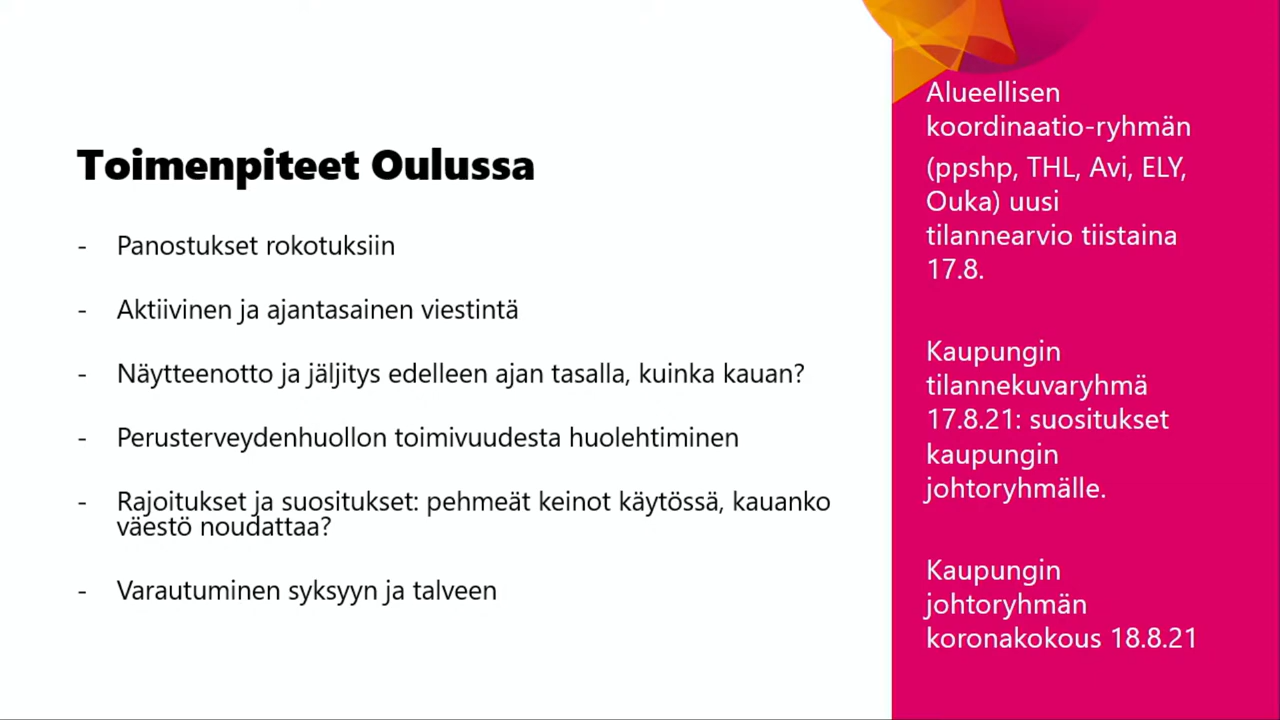 Toimenpiteet Oulussa
- Panostukset rokotuksiin
- Aktiivinen ja ajantasainen viestintä
- Näytteenotto ja jäljitys edelleen ajan tasalla, kuinka kauan?
- Perusterveydenhuollon toimivuudesta huolehtiminen
- Rajoitukset ja suositukset: pehmeät keinot käytössä, kauanko
väestö noudattaa?
- Varautuminen syksyyn ja talveen
Alueellisen
koordinaatio-ryhmän
(ppshp, THL, Avi, ELY,
Ouka) uusi
tilannearvio tiistaina
17.8.
Kaupungin
tilannekuvaryhmä
17.8.21: suositukset
kaupungin
johtoryhmälle.
Kaupungin
johtoryhmän
koronakokous 18.8.21